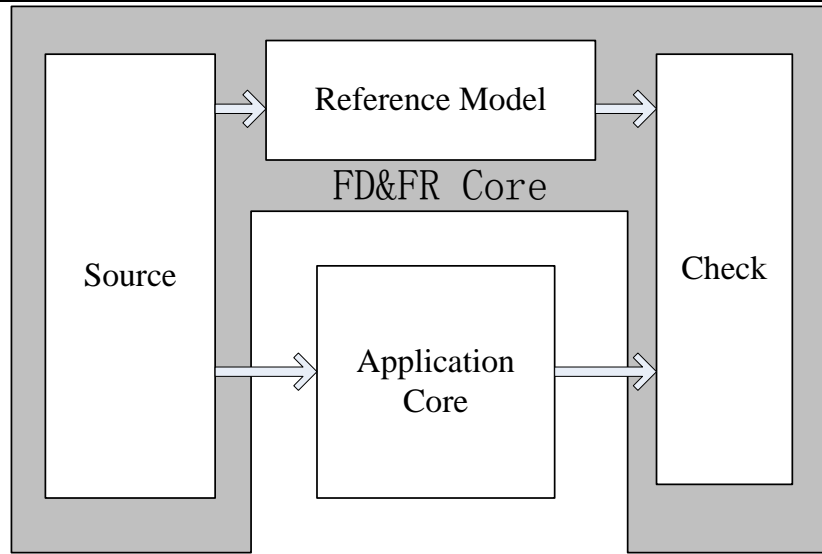 Reference Model
FD&FR Core
Source
Check
Application
Core